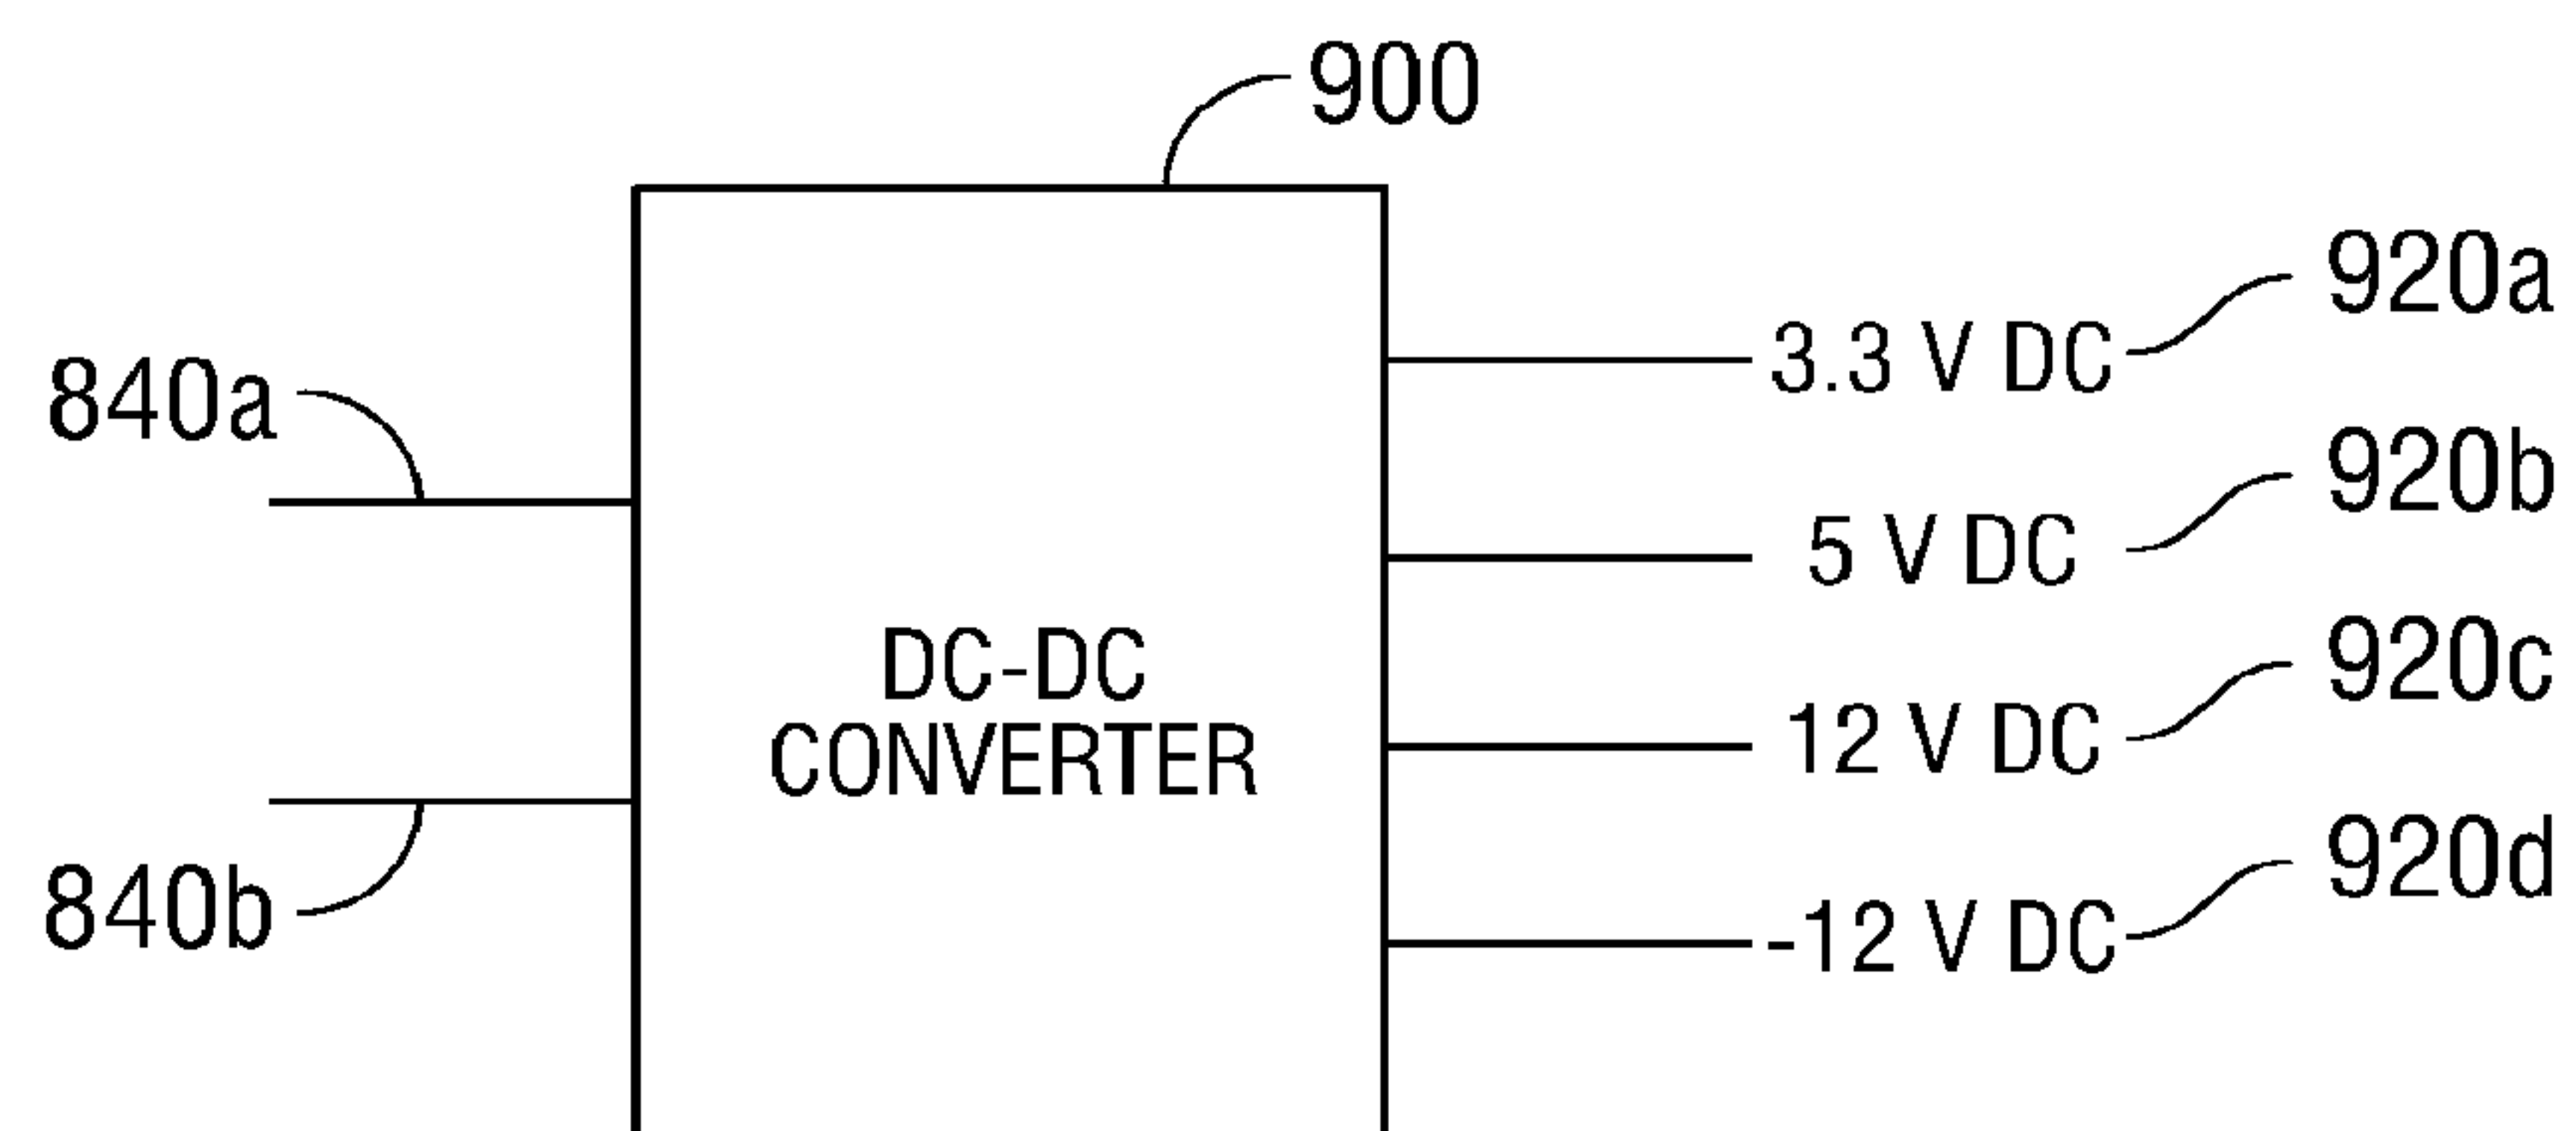 900
920a
3.3 V DC
840a
920b
5 V DC
920c
DC-DC
CONVERTER
12 V DC
920d
840b
-12 V DC